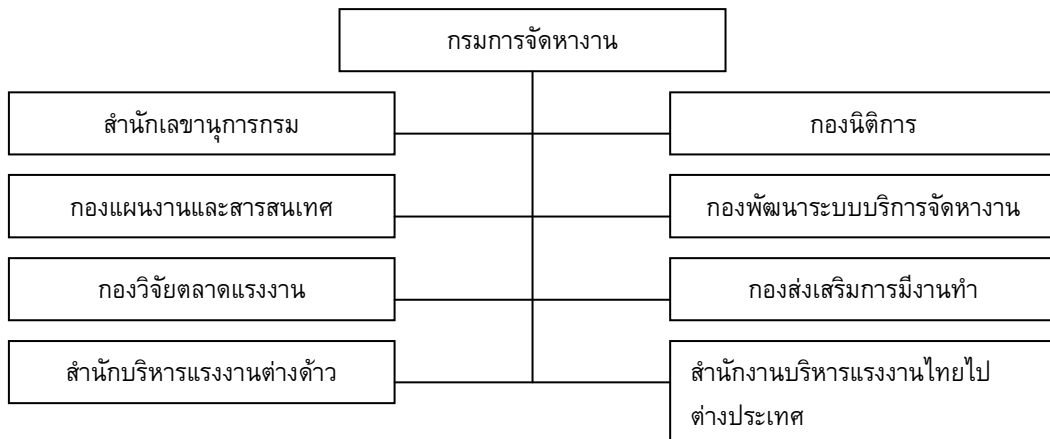 กรมการจัดหางาน
สำนักเลขานุการกรม
กองนิติการ
กองแผนงานและสารสนเทศ
กองพัฒนาระบบบริการจัดหางาน
กองวิจัยตลาดแรงงาน
กองส่งเสริมการมีงานทำ
สำนักบริหารแรงงานต่างด้าว
สำนักงานบริหารแรงงานไทยไป
ต่างประเทศ